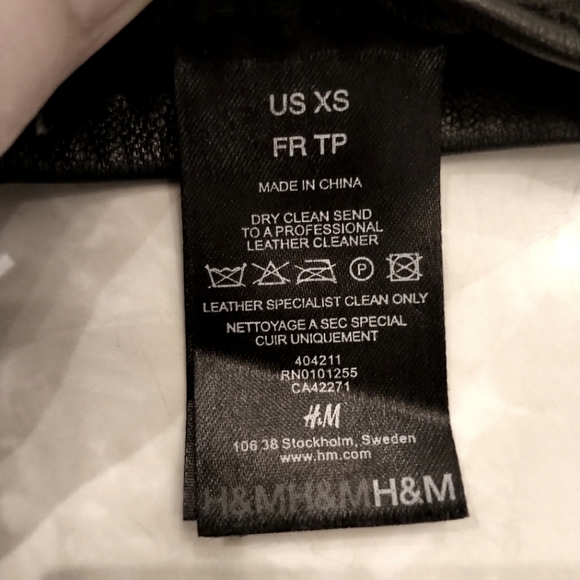 US XS
FR TP
MADE IN CHINA
DRY CLEAN SEND
TO A PROFESSIONAL
LEATHER CLEANER
P
LEATHER SPECIALIST CLEAN ONLY
NETTOYAGE A SEC SPECIAL
CUIR UNIQUEMENT
404211
RN0101255
CA42271
H&M
106 38 Stockholm, Sweden
www.hm.com
H&MH&MH&M